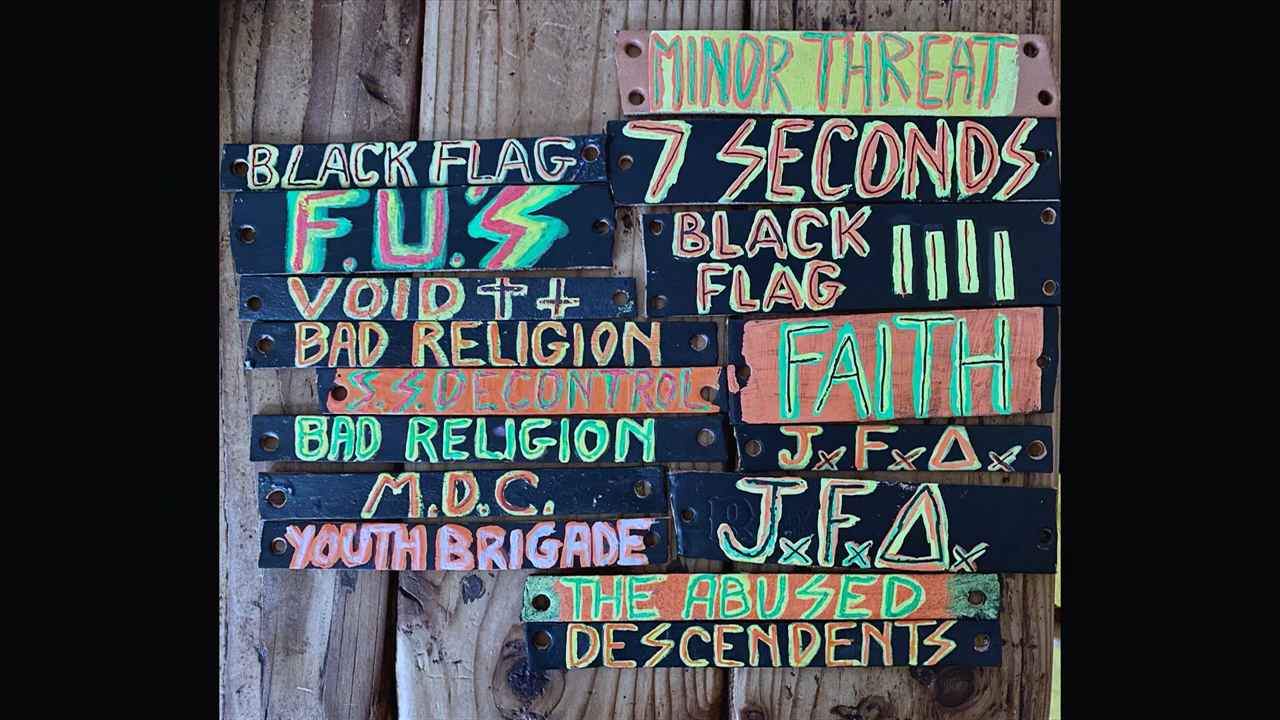 MINOR THREAT
7 SECONDS
BLACK FLAG
F.U.'S
BLACK
FLAG
VOID
BAD RELIGION
FAITH
S.S. DECONTROL
BAD RELIGION
JxFxΔx
M.D.C.
JxFxΔx
YOUTH BRIGADE
THE ABUSED
DESCENDENTS